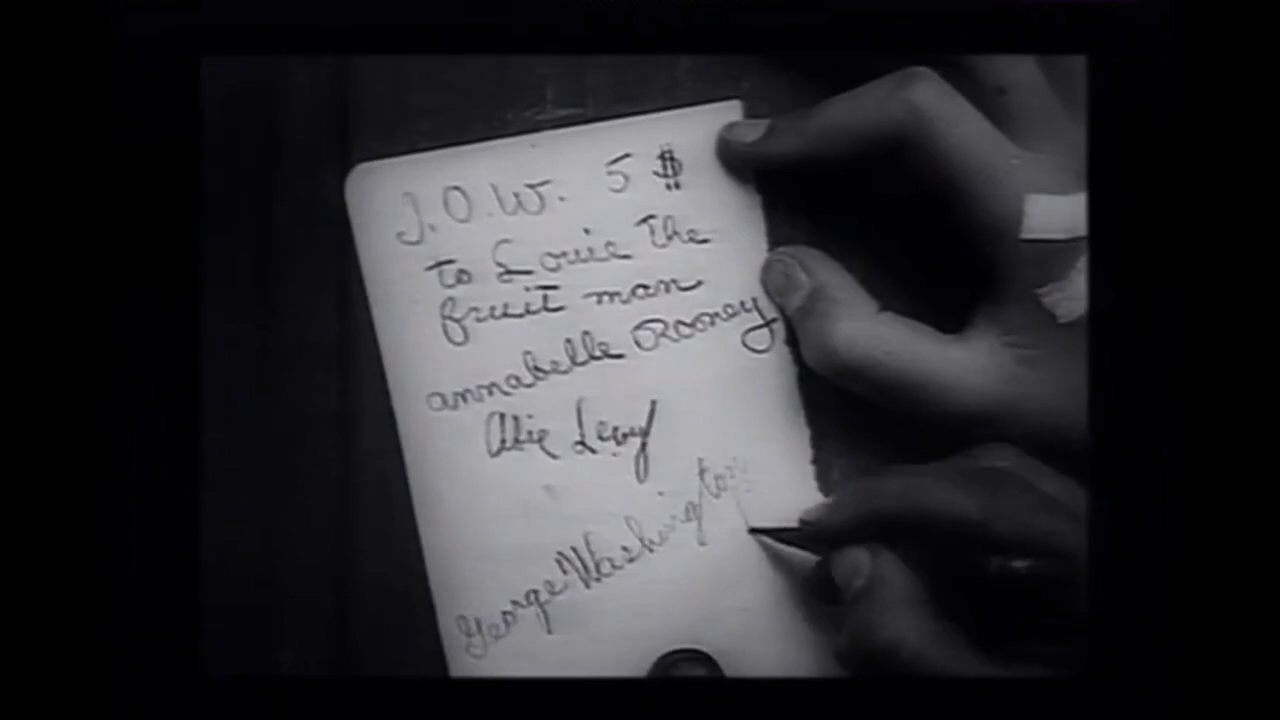 J.O.W. 5 $
to Louie the
fruit man
annabelle Rooney
Abie Levy
George Washington